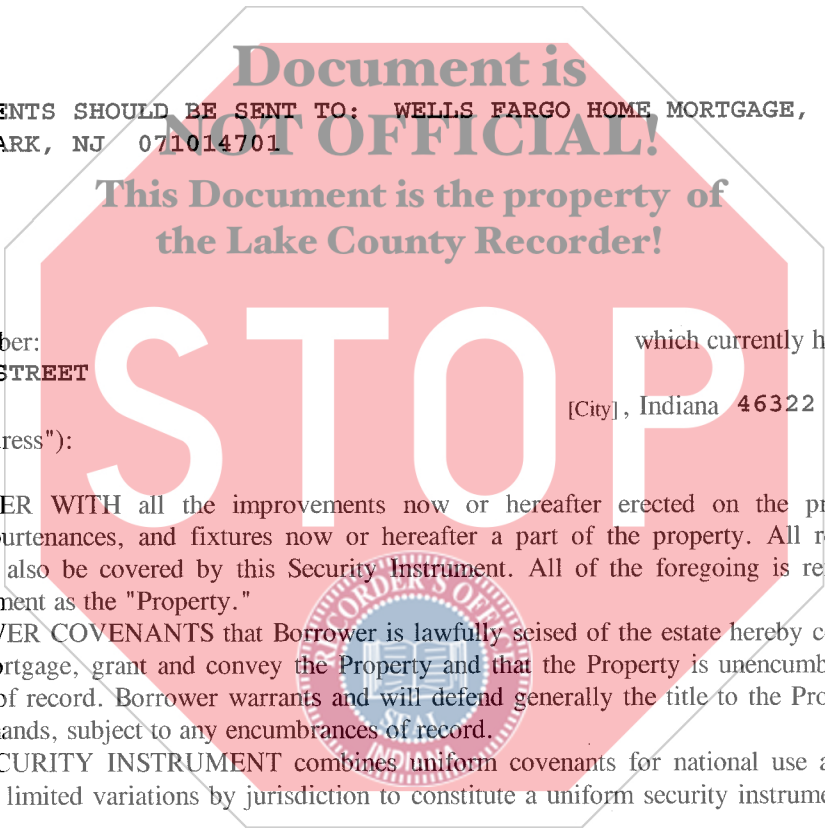 Document is
ENTS SHOULD BE SENT TO: WELLS FARGO HOME MORTGAGE,
ARK, NJ 071014701
NOT OFFICIAL!
This Document is the property of
the Lake County Recorder!
STOP
ber:
which currently h
STREET
[City], Indiana 46322
ress"):
ER WITH all the improvements now or hereafter erected on the pr
urtenances, and fixtures now or hereafter a part of the property. All r
also be covered by this Security Instrument. All of the foregoing is re
ment as the "Property."
VER COVENANTS that Borrower is lawfully seised of the estate hereby c
ortgage, grant and convey the Property and that the Property is unencumb
of record. Borrower warrants and will defend generally the title to the Pro
ands, subject to any encumbrances of record.
CURITY INSTRUMENT combines uniform covenants for national use a
limited variations by jurisdiction to constitute a uniform security instrume
RECORDER'S OFFICE
SEAL
INDIANA